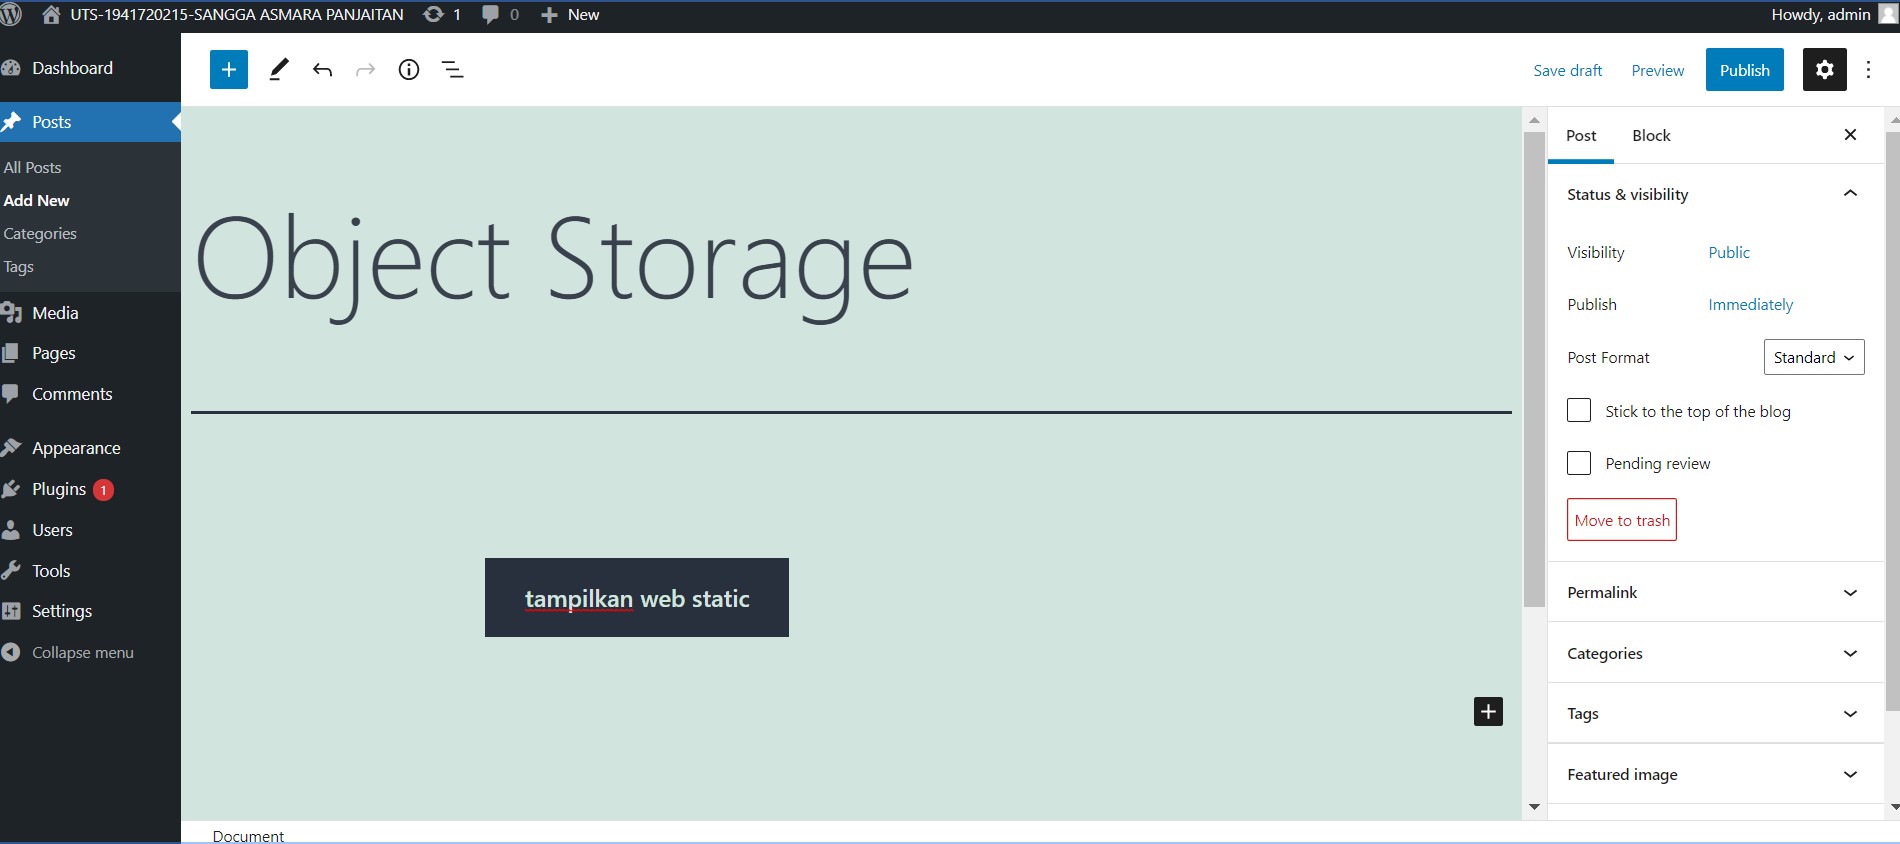 UTS-1941720215-SANGGA ASMARA PANJAITAN 1 0 New Howdy, admin
Dashboard
Posts
All Posts
Add New
Categories
Tags
Media
Pages
Comments
Appearance
Plugins 1
Users
Tools
Settings
Collapse menu
Save draft Preview Publish
Object Storage
tampilkan web static
Document
Post Block
Status & visibility
Visibility Public
Publish Immediately
Post Format Standard
Stick to the top of the blog
Pending review
Move to trash
Permalink
Categories
Tags
Featured image